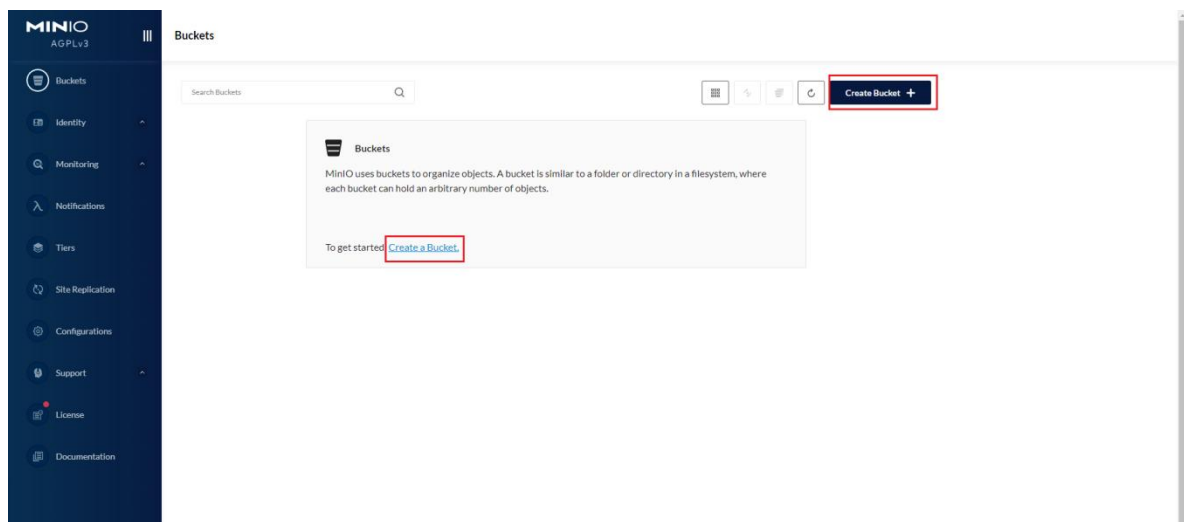 MINIO
AGPLv3
Buckets
Identity
Monitoring
Notifications
Tiers
Site Replication
Configurations
Support
License
Documentation
Buckets
Search Buckets
Create Bucket +
Buckets
MinIO uses buckets to organize objects. A bucket is similar to a folder or directory in a filesystem, where
each bucket can hold an arbitrary number of objects.
To get started Create a Bucket.